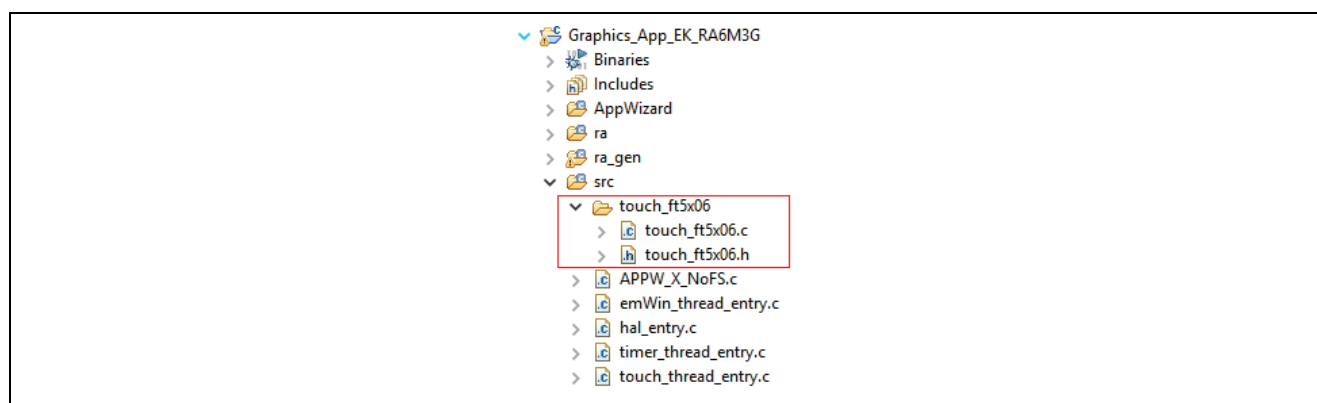 Graphics_App_EK_RA6M3G
Binaries
Includes
AppWizard
ra
ra_gen
src
touch_ft5x06
touch_ft5x06.c
touch_ft5x06.h
APPW_X_NoFS.c
emWin_thread_entry.c
hal_entry.c
timer_thread_entry.c
touch_thread_entry.c